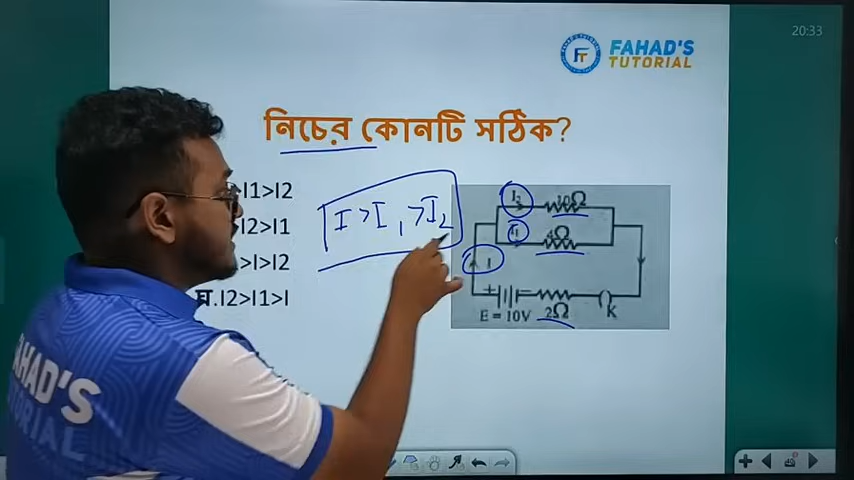 20:33
FAHAD'S
TUTORIAL
FT
নিচের কোনটি সঠিক?
>I1>I2
I2>I1
>I>I2
ঘ.I2>I1>I
I > I1 > I2
I2 10Ω
I1 4Ω
I
E = 10V 2Ω K
HAD'S
TORIAL